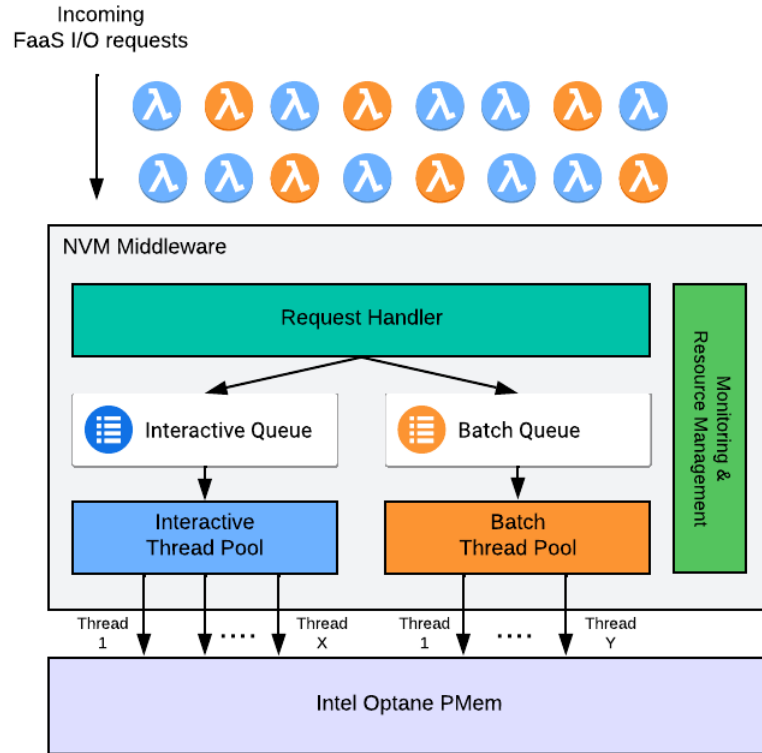 Incoming
FaaS I/O requests
λ λ λ λ λ λ λ λ
λ λ λ λ λ λ λ λ
NVM Middleware
Request Handler
Interactive Queue
Batch Queue
Interactive
Thread Pool
Batch
Thread Pool
Monitoring &
Resource Management
Thread
1
....
Thread
X
Thread
1
....
Thread
Y
Intel Optane PMem